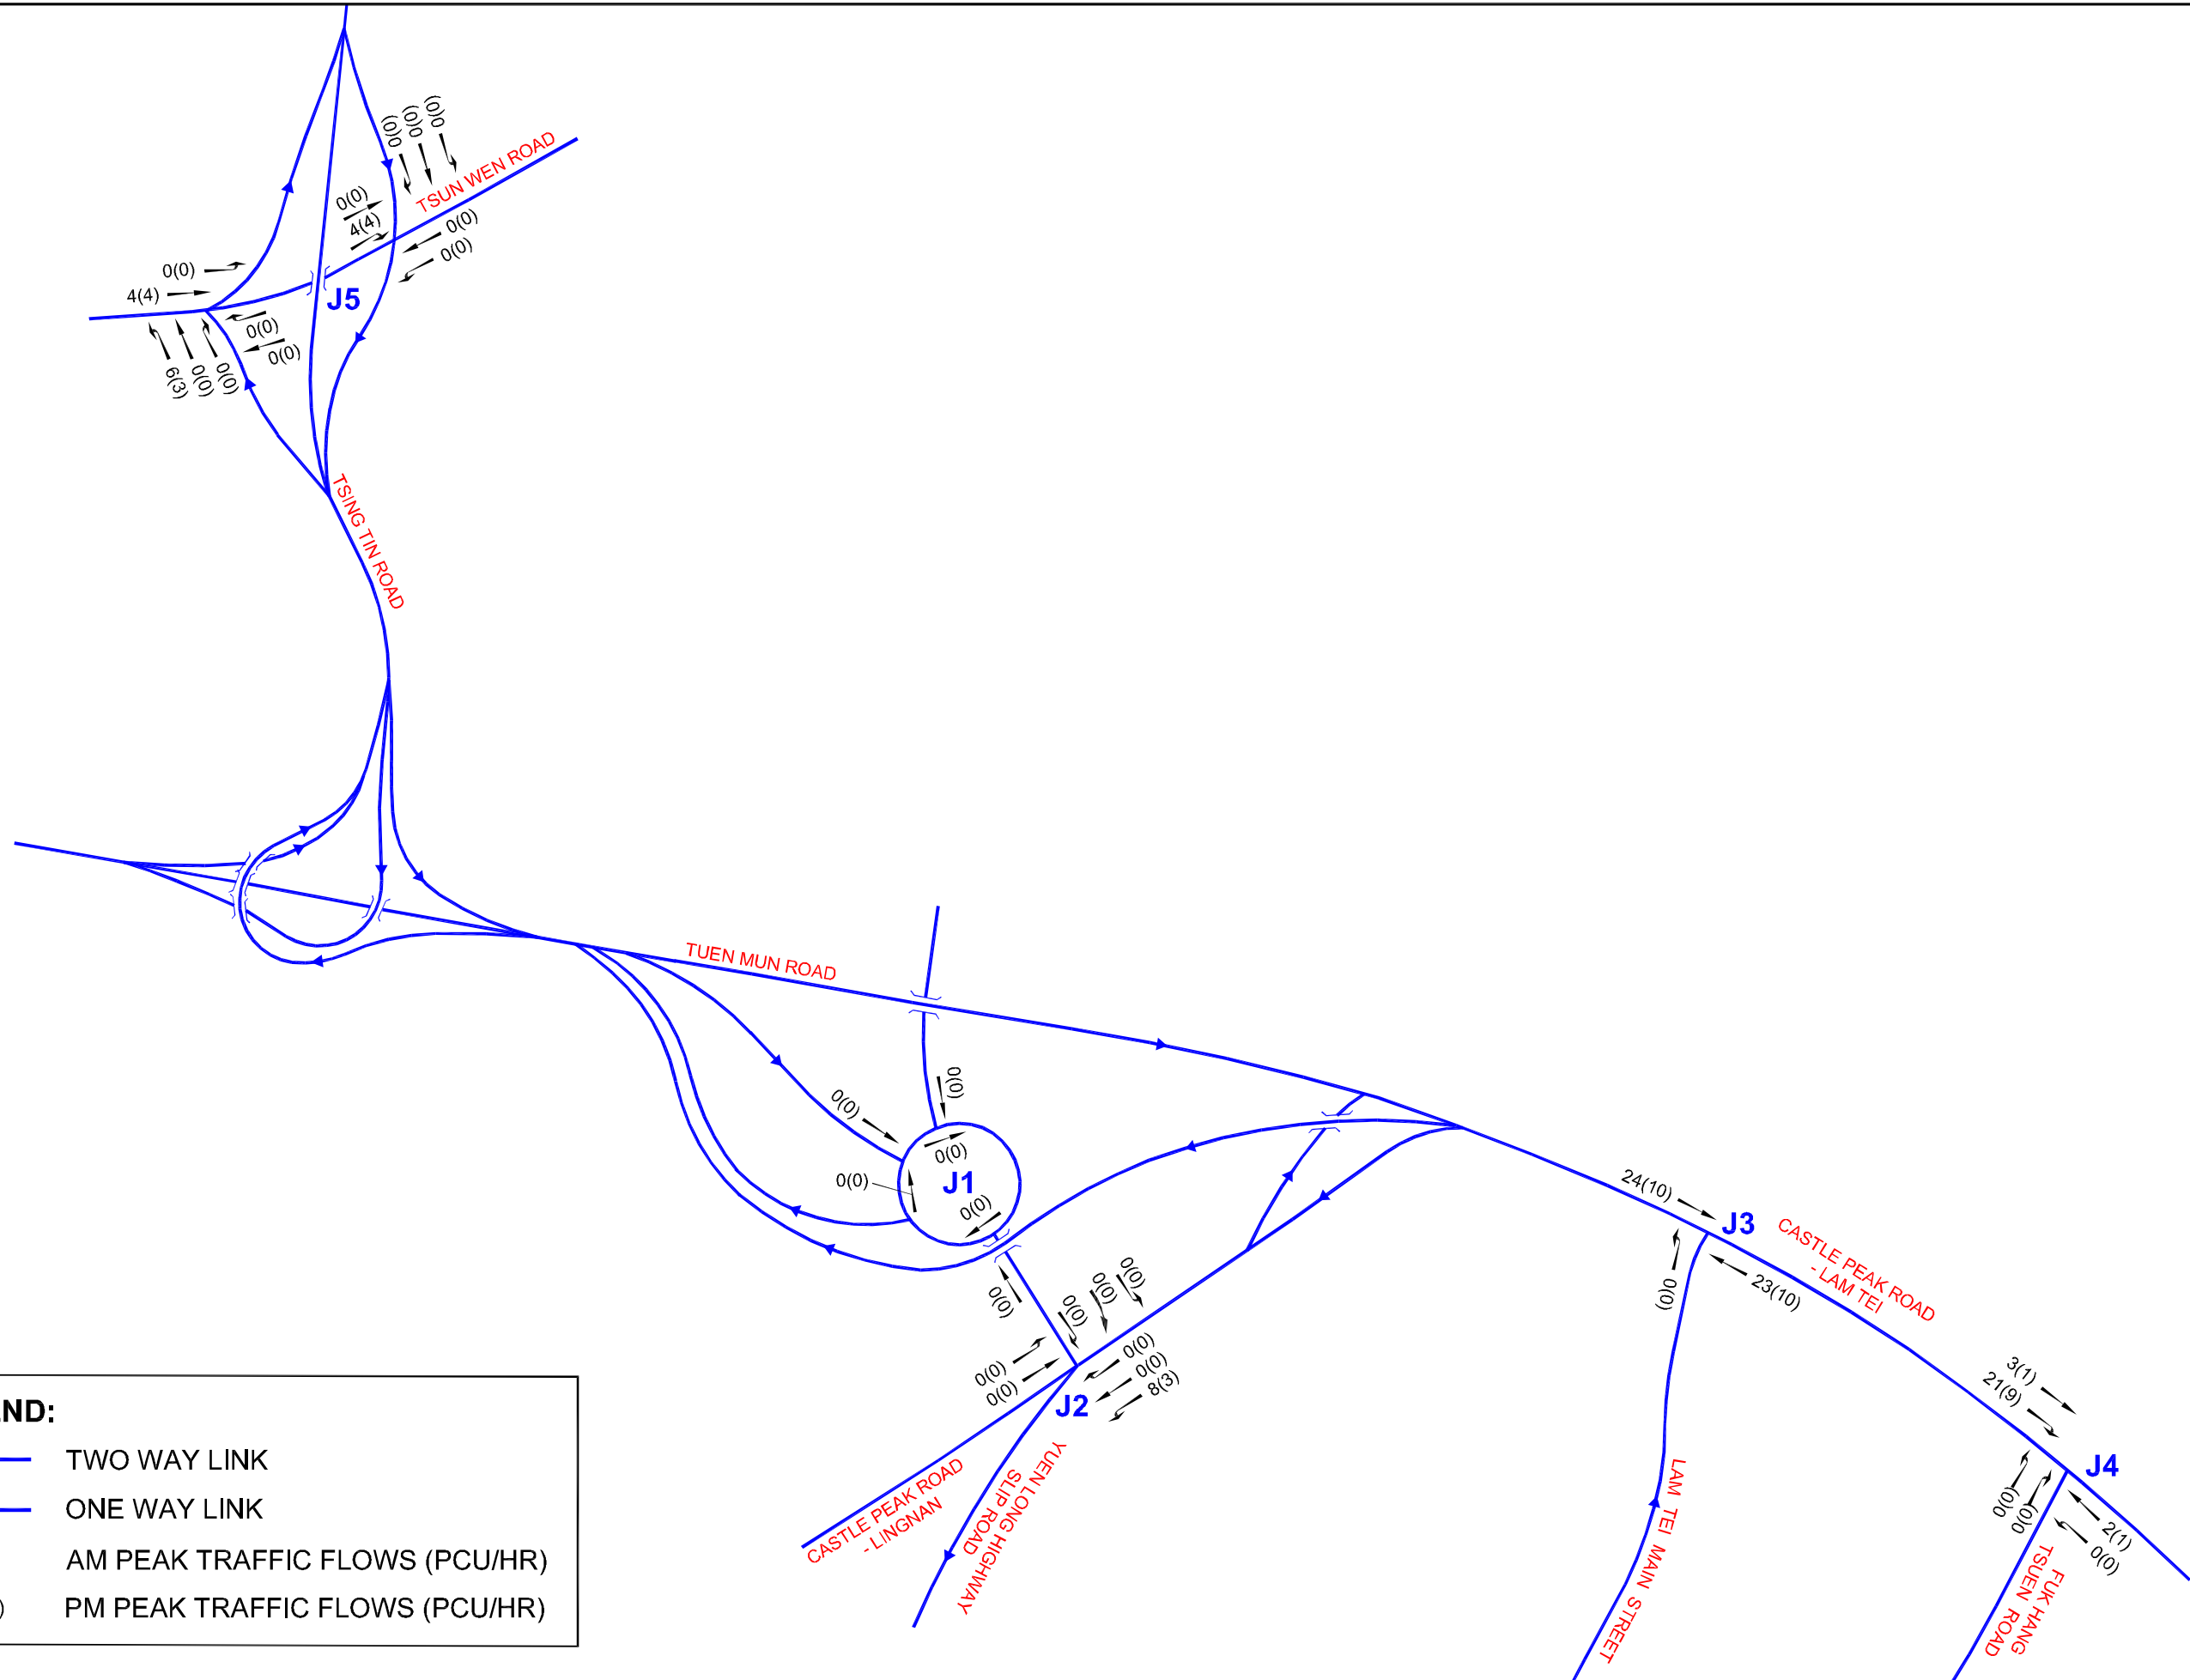 0(0)
0(0)
0(0)
TSUN WEN ROAD
0(0)
4(4)
0(0)
0(0)
0(0)
4(4)
J5
0(0)
0(0)
6(3)
0(0)
0(0)
TSING TIN ROAD
TUEN MUN ROAD
0(0)
0(0)
0(0)
0(0)
J1
0(0)
24(10)
J3
CASTLE PEAK ROAD
- LAM TEI
23(10)
0(0)
0(0)
0(0)
0(0)
0(0)
0(0)
0(0)
0(0)
0(0)
8(3)
J2
3(1)
21(9)
J4
0(0)
0(0)
2(1)
0(0)
CASTLE PEAK ROAD
- LINGNAN
YUEN LONG HIGHWAY
SLIP ROAD
LAM TEI MAIN STREET
FUK HANG
TSUEN ROAD
ND:
TWO WAY LINK
ONE WAY LINK
AM PEAK TRAFFIC FLOWS (PCU/HR)
) PM PEAK TRAFFIC FLOWS (PCU/HR)